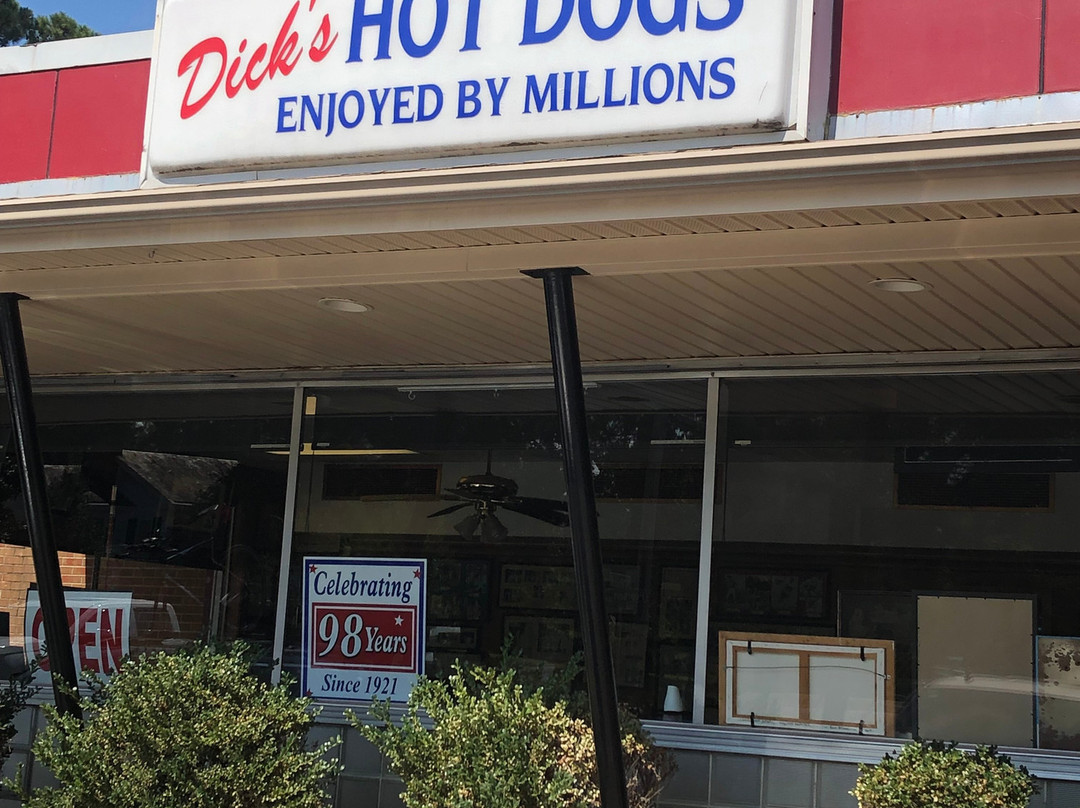 Dick's HOT DOGS
ENJOYED BY MILLIONS
Celebrating
98 Years
Since 1921
OPEN